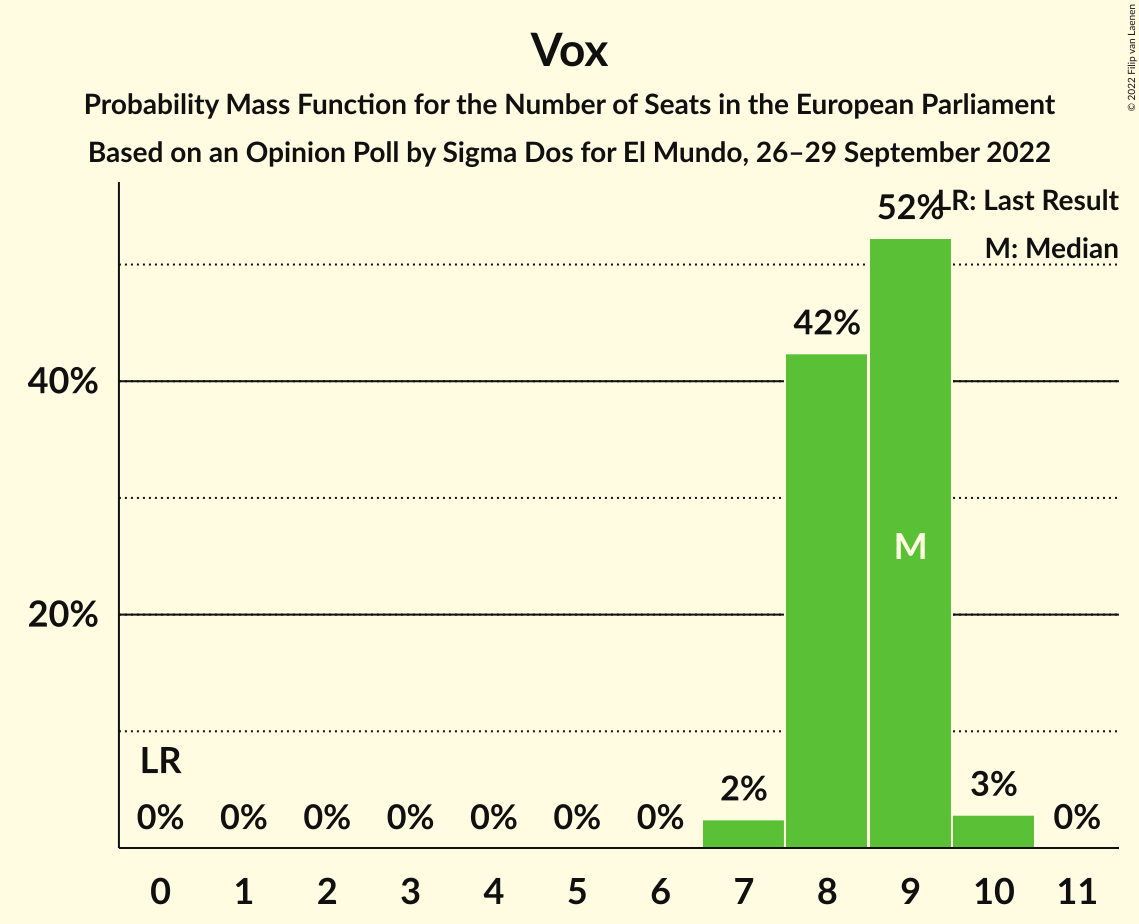 Vox
Probability Mass Function for the Number of Seats in the European Parliament
Based on an Opinion Poll by Sigma Dos for El Mundo, 26–29 September 2022
© 2022 Filip van Laenen
LR: Last Result
M: Median
52%
42%
40%
M
20%
LR
0% 0% 0% 0% 0% 0% 0% 2% 3% 0%
0 1 2 3 4 5 6 7 8 9 10 11